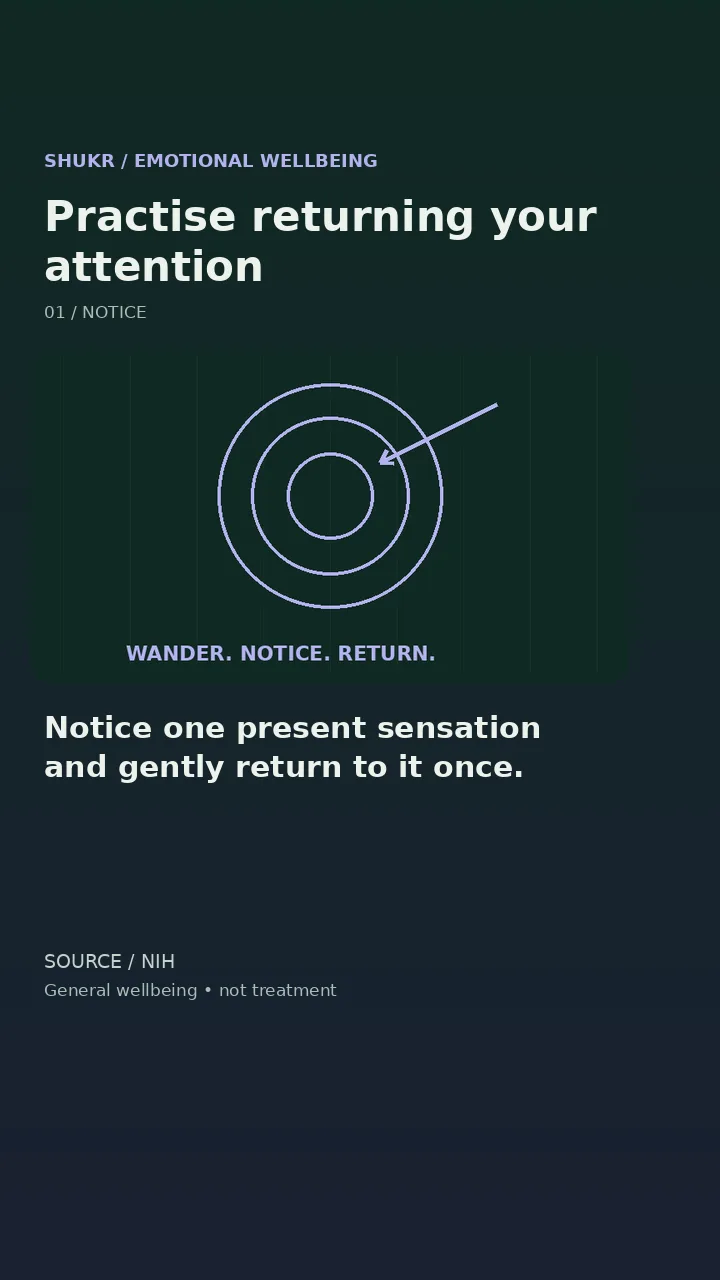 SHUKR / EMOTIONAL WELLBEING
Practise returning your
attention
01 / NOTICE
WANDER. NOTICE. RETURN.
Notice one present sensation
and gently return to it once.
SOURCE / NIH
General wellbeing • not treatment